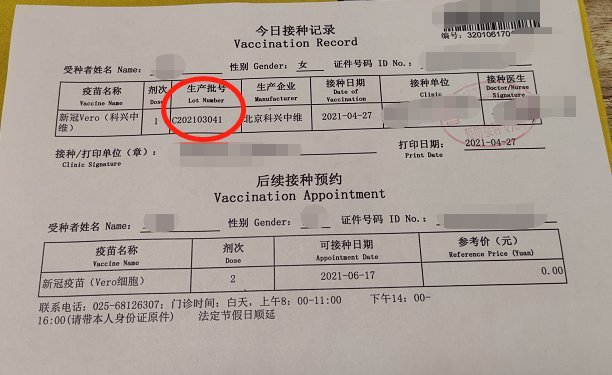 今日接种记录
Vaccination Record
编号: 320106170
受种者姓名 Name: 性别 Gender: 女 证件号码 ID No.:
疫苗名称 剂次 生产批号 生产企业 接种日期 接种单位 接种医生
Vaccine Name Dose Lot Number Manufacturer Date of Vaccination Clinic Doctor/Nurse Signature
新冠Vero（科兴中维） 1 C202103041 北京科兴中维 2021-04-27
接种/打印单位（章）: 打印日期: 2021-04-27
Clinic Signature Print Date
后续接种预约
Vaccination Appointment
受种者姓名 Name: 性别 Gender: 证件号码 ID No.:
疫苗名称 剂次 可接种日期 参考价（元）
Vaccine Name Dose Appointment Date Reference Price (Yuan)
新冠疫苗（Vero细胞） 2 2021-06-17 0.00
联系电话: 025-68126307; 门诊时间: 白天, 上午8: 00-11:00 下午14: 00-
16:00(请带本人身份证原件) 法定节假日顺延